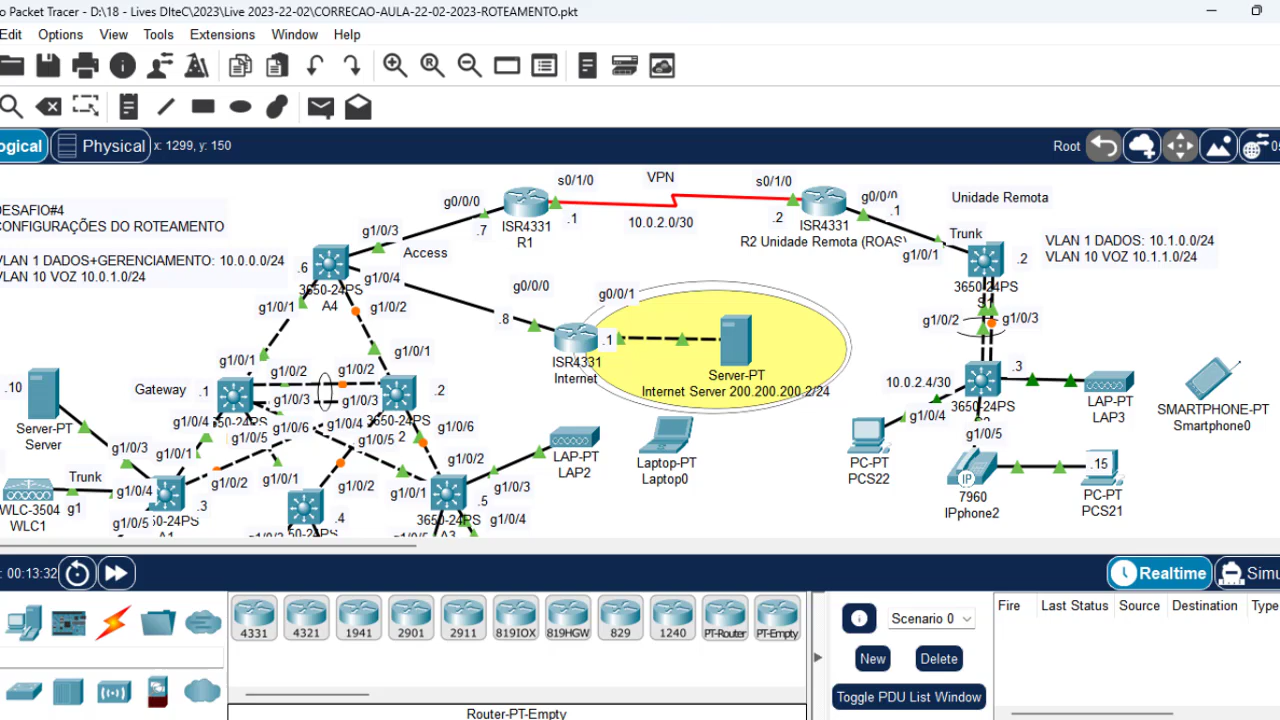 o Packet Tracer - D:\18 - Lives DIteC\2023\Live 2023-22-02\CORRECAO-AULA-22-02-2023-ROTEAMENTO.pkt
Edit Options View Tools Extensions Window Help
ogical Physical x: 1299, y: 150 Root
DESAFIO#4
CONFIGURAÇÕES DO ROTEAMENTO
VLAN 1 DADOS+GERENCIAMENTO: 10.0.0.0/24
VLAN 10 VOZ 10.0.1.0/24
VPN
s0/1/0 s0/1/0
g0/0/0 .7 .1
ISR4331
R1
10.0.2.0/30
.2
ISR4331
R2 Unidade Remota (ROAS)
g0/0/0 .1
Unidade Remota
Trunk
g1/0/1 .2
3650-24PS
VLAN 1 DADOS: 10.1.0.0/24
VLAN 10 VOZ 10.1.1.0/24
g1/0/3
Access
.6
3650-24PS
A4
g1/0/4
g1/0/1 g1/0/2
g0/0/0 g0/0/1
.8 .1
ISR4331
Internet
Server-PT
Internet Server 200.200.200.2/24
g1/0/2 g1/0/3
g1/0/1 g1/0/1
g1/0/2 g1/0/2
Gateway .1
g1/0/3 g1/0/3
.2
3650-24PS
2
g1/0/4 g1/0/5 g1/0/6 g1/0/4 g1/0/5 g1/0/6
.10
Server-PT
Server
g1/0/3 g1/0/1
Trunk
g1/0/4
WLC-3504
WLC1
g1
g1/0/2
.3
g1/0/5
g1/0/1 g1/0/2
.4
g1/0/1 g1/0/2
g1/0/3
.5
3650-24PS
A3
g1/0/4
LAP-PT
LAP2
Laptop-PT
Laptop0
10.0.2.4/30
.3
3650-24PS
g1/0/4
g1/0/5
LAP-PT
LAP3
SMARTPHONE-PT
Smartphone0
PC-PT
PCS22
IP
7960
IPphone2
.15
PC-PT
PCS21
: 00:13:32 Realtime Simu
4331 4321 1941 2901 2911 819IOX 819HGW 829 1240 PT-Router PT-Empty
Router-PT-Empty
Scenario 0
New Delete
Toggle PDU List Window
Fire Last Status Source Destination Type